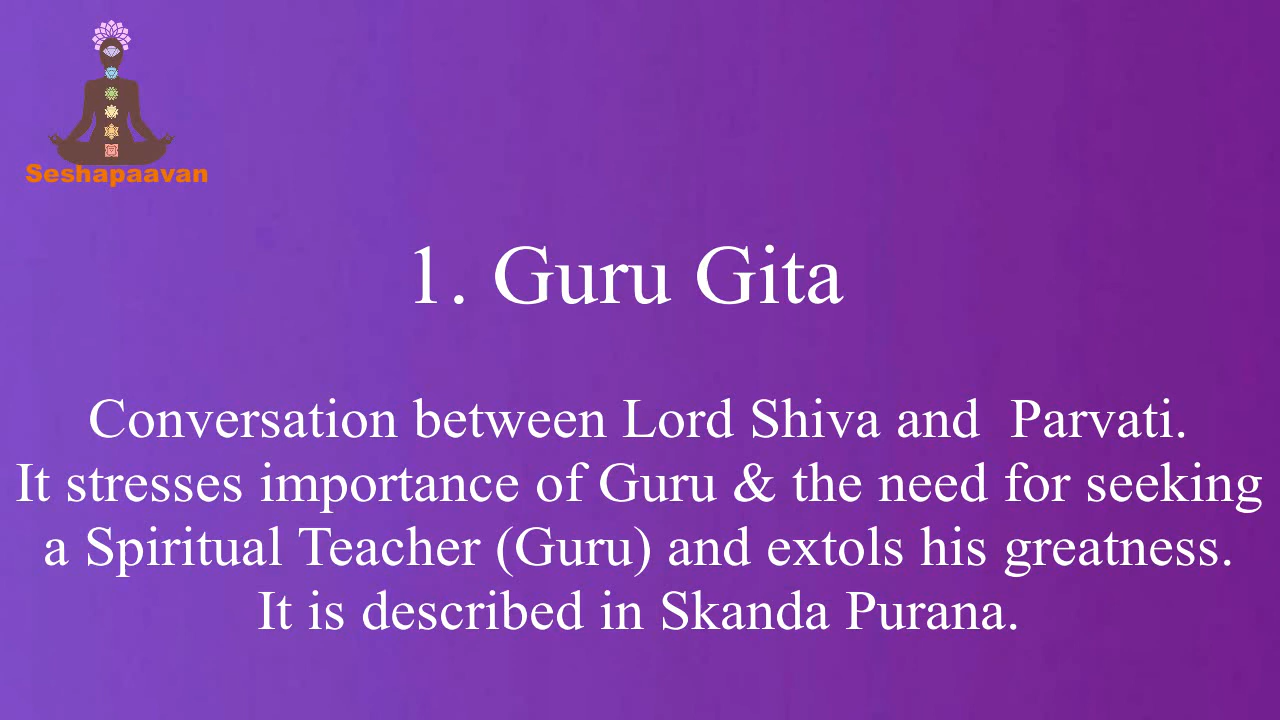 Seshapaavan
1. Guru Gita
Conversation between Lord Shiva and  Parvati.
It stresses importance of Guru & the need for seeking
a Spiritual Teacher (Guru) and extols his greatness.
It is described in Skanda Purana.